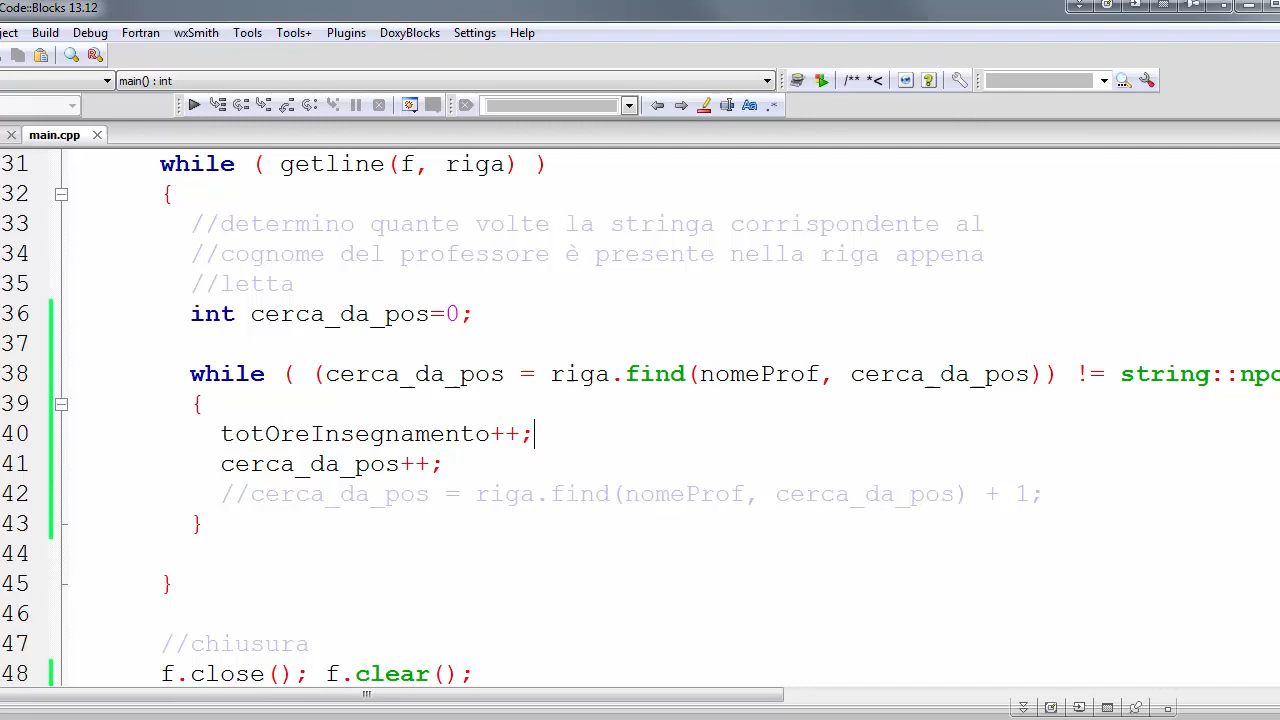 Code::Blocks 13.12
ject Build Debug Fortran wxSmith Tools Tools+ Plugins DoxyBlocks Settings Help
main() : int
/** *<
main.cpp
31 while ( getline(f, riga) )
32 {
33 //determino quante volte la stringa corrispondente al
34 //cognome del professore è presente nella riga appena
35 //letta
36 int cerca_da_pos=0;
37
38 while ( (cerca_da_pos = riga.find(nomeProf, cerca_da_pos)) != string::npo
39 {
40 totOreInsegnamento++;
41 cerca_da_pos++;
42 //cerca_da_pos = riga.find(nomeProf, cerca_da_pos) + 1;
43 }
44
45 }
46
47 //chiusura
48 f.close(); f.clear();